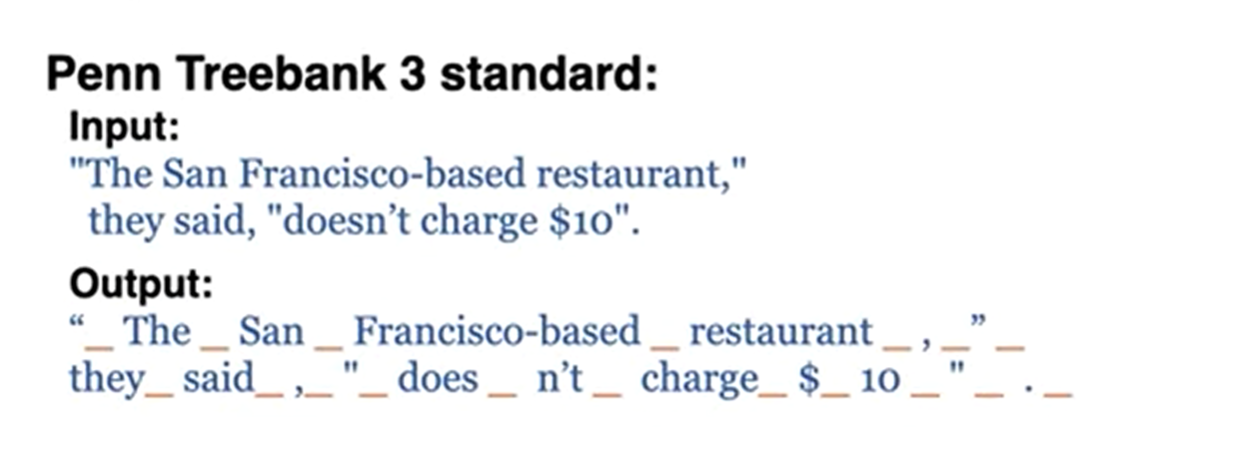 Penn Treebank 3 standard:
Input:
"The San Francisco-based restaurant,"
they said, "doesn’t charge $10".
Output:
“_ The _ San _ Francisco-based _ restaurant _ , _” _
they_ said_ ,_ "_ does _ n’t _ charge_ $_ 10 _ " _ . _